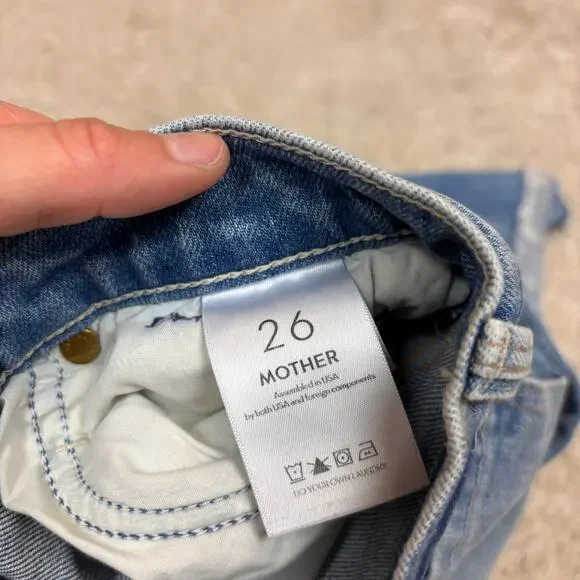 26
MOTHER
Assembled in USA
by both USA and foreign components
DO YOUR OWN LAUNDRY